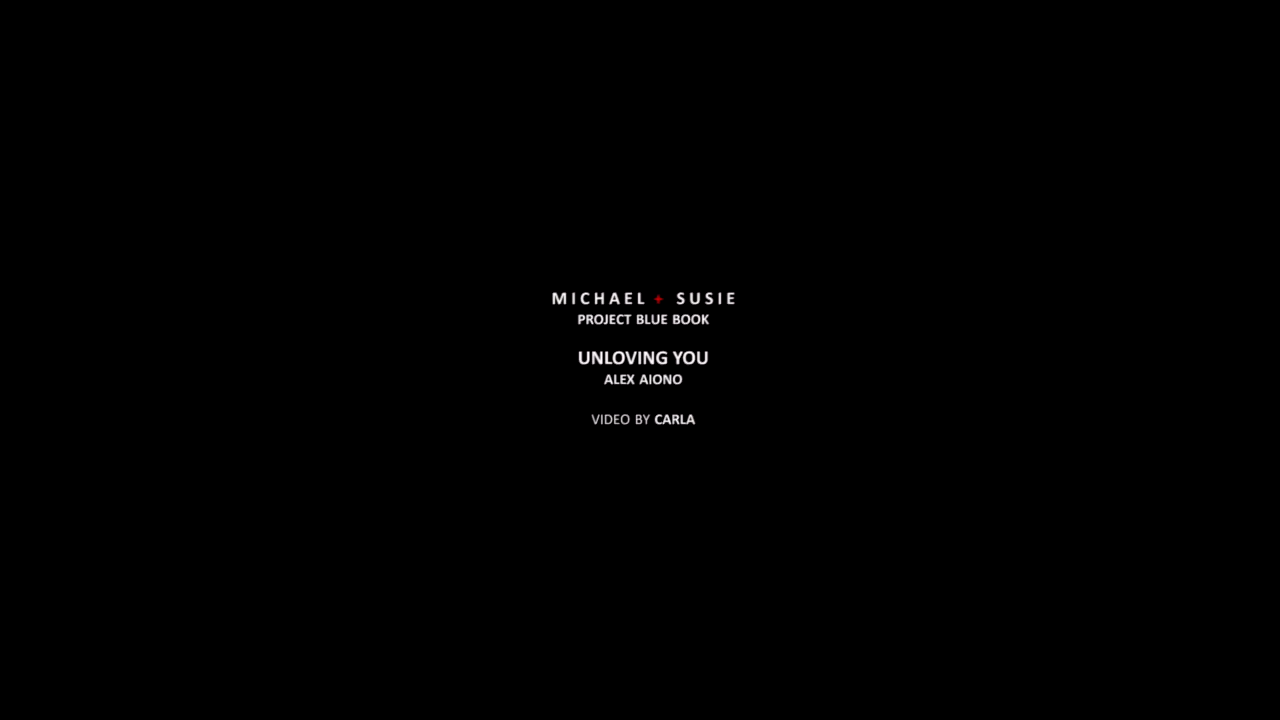 MICHAEL + SUSIE
PROJECT BLUE BOOK
UNLOVING YOU
ALEX AIONO
VIDEO BY CARLA